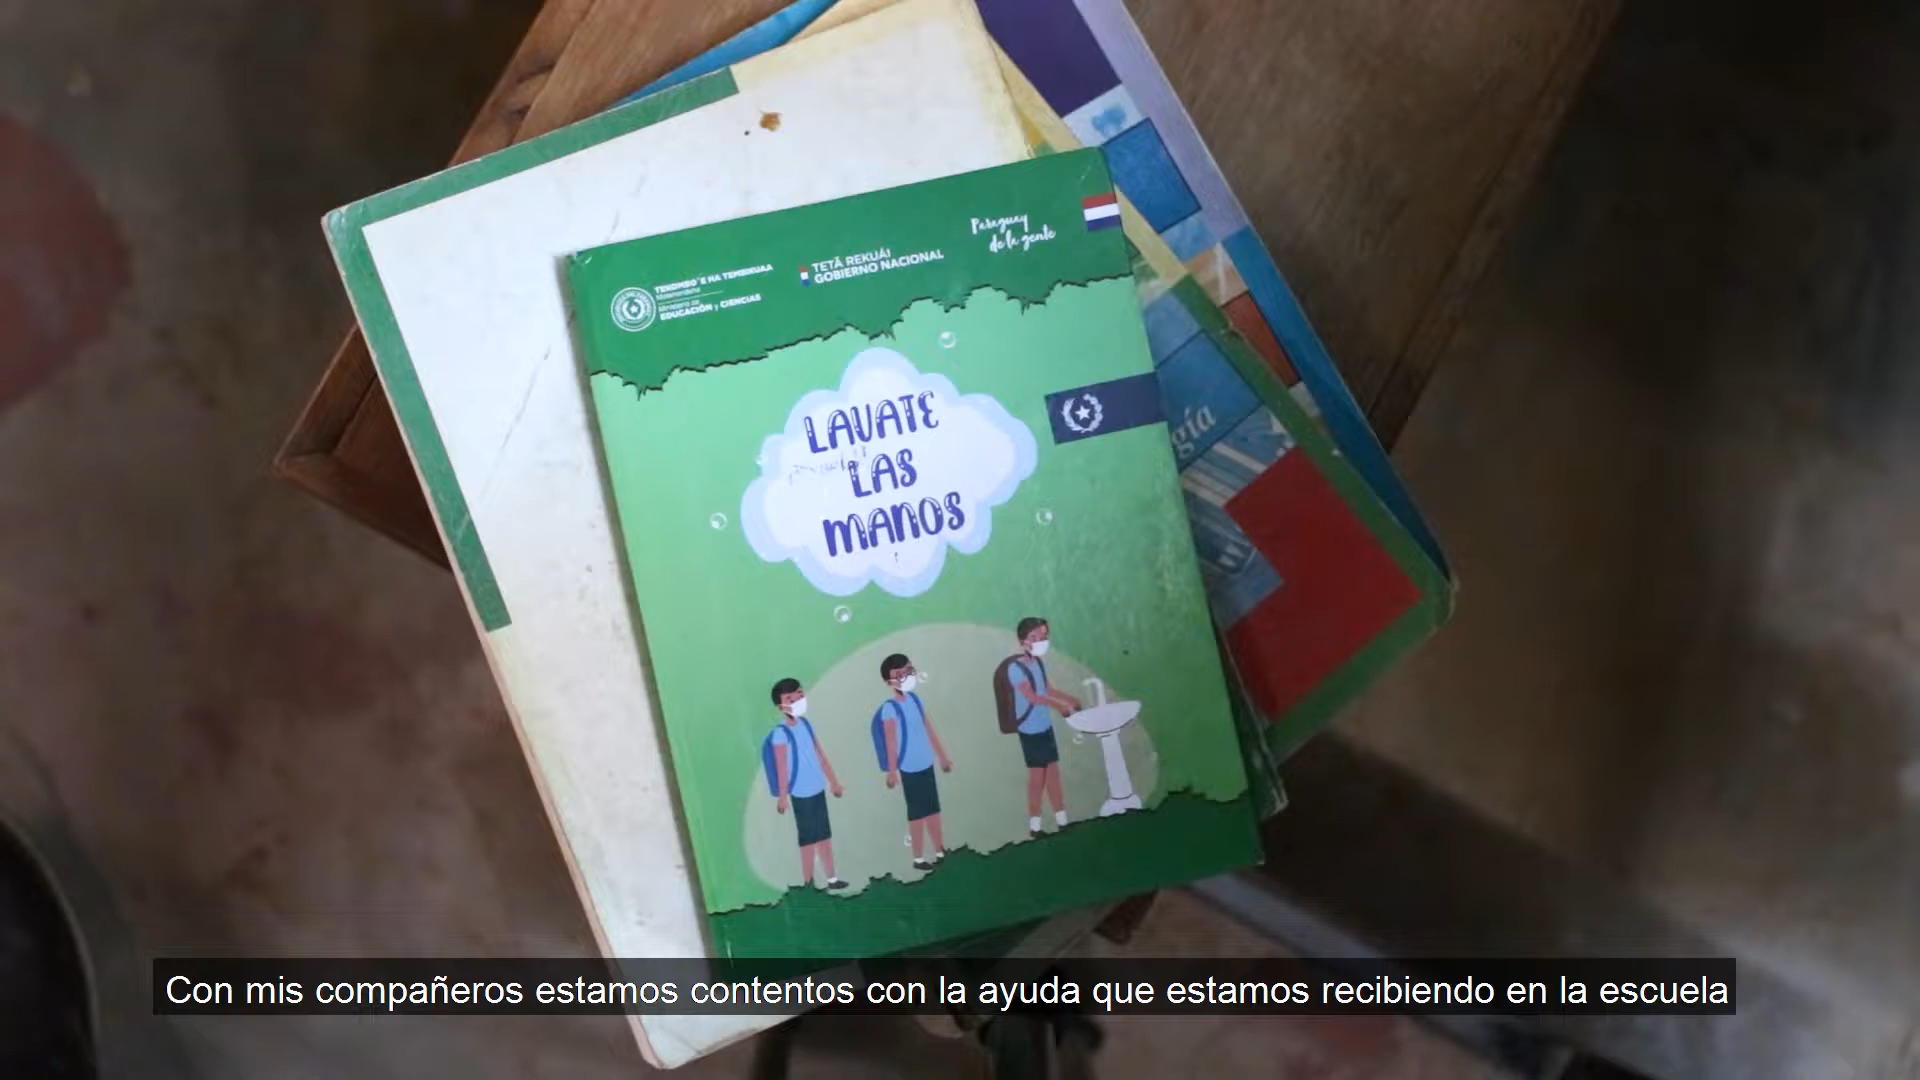 Paraguay
de la gente
TETÃ REKUÁI
GOBIERNO NACIONAL
TEKOMBO'E HA TEMBIKUAA
Motenondeha
Ministerio de
EDUCACIÓN y CIENCIAS
LAVATE
LAS
MANOS
gía
Con mis compañeros estamos contentos con la ayuda que estamos recibiendo en la escuela